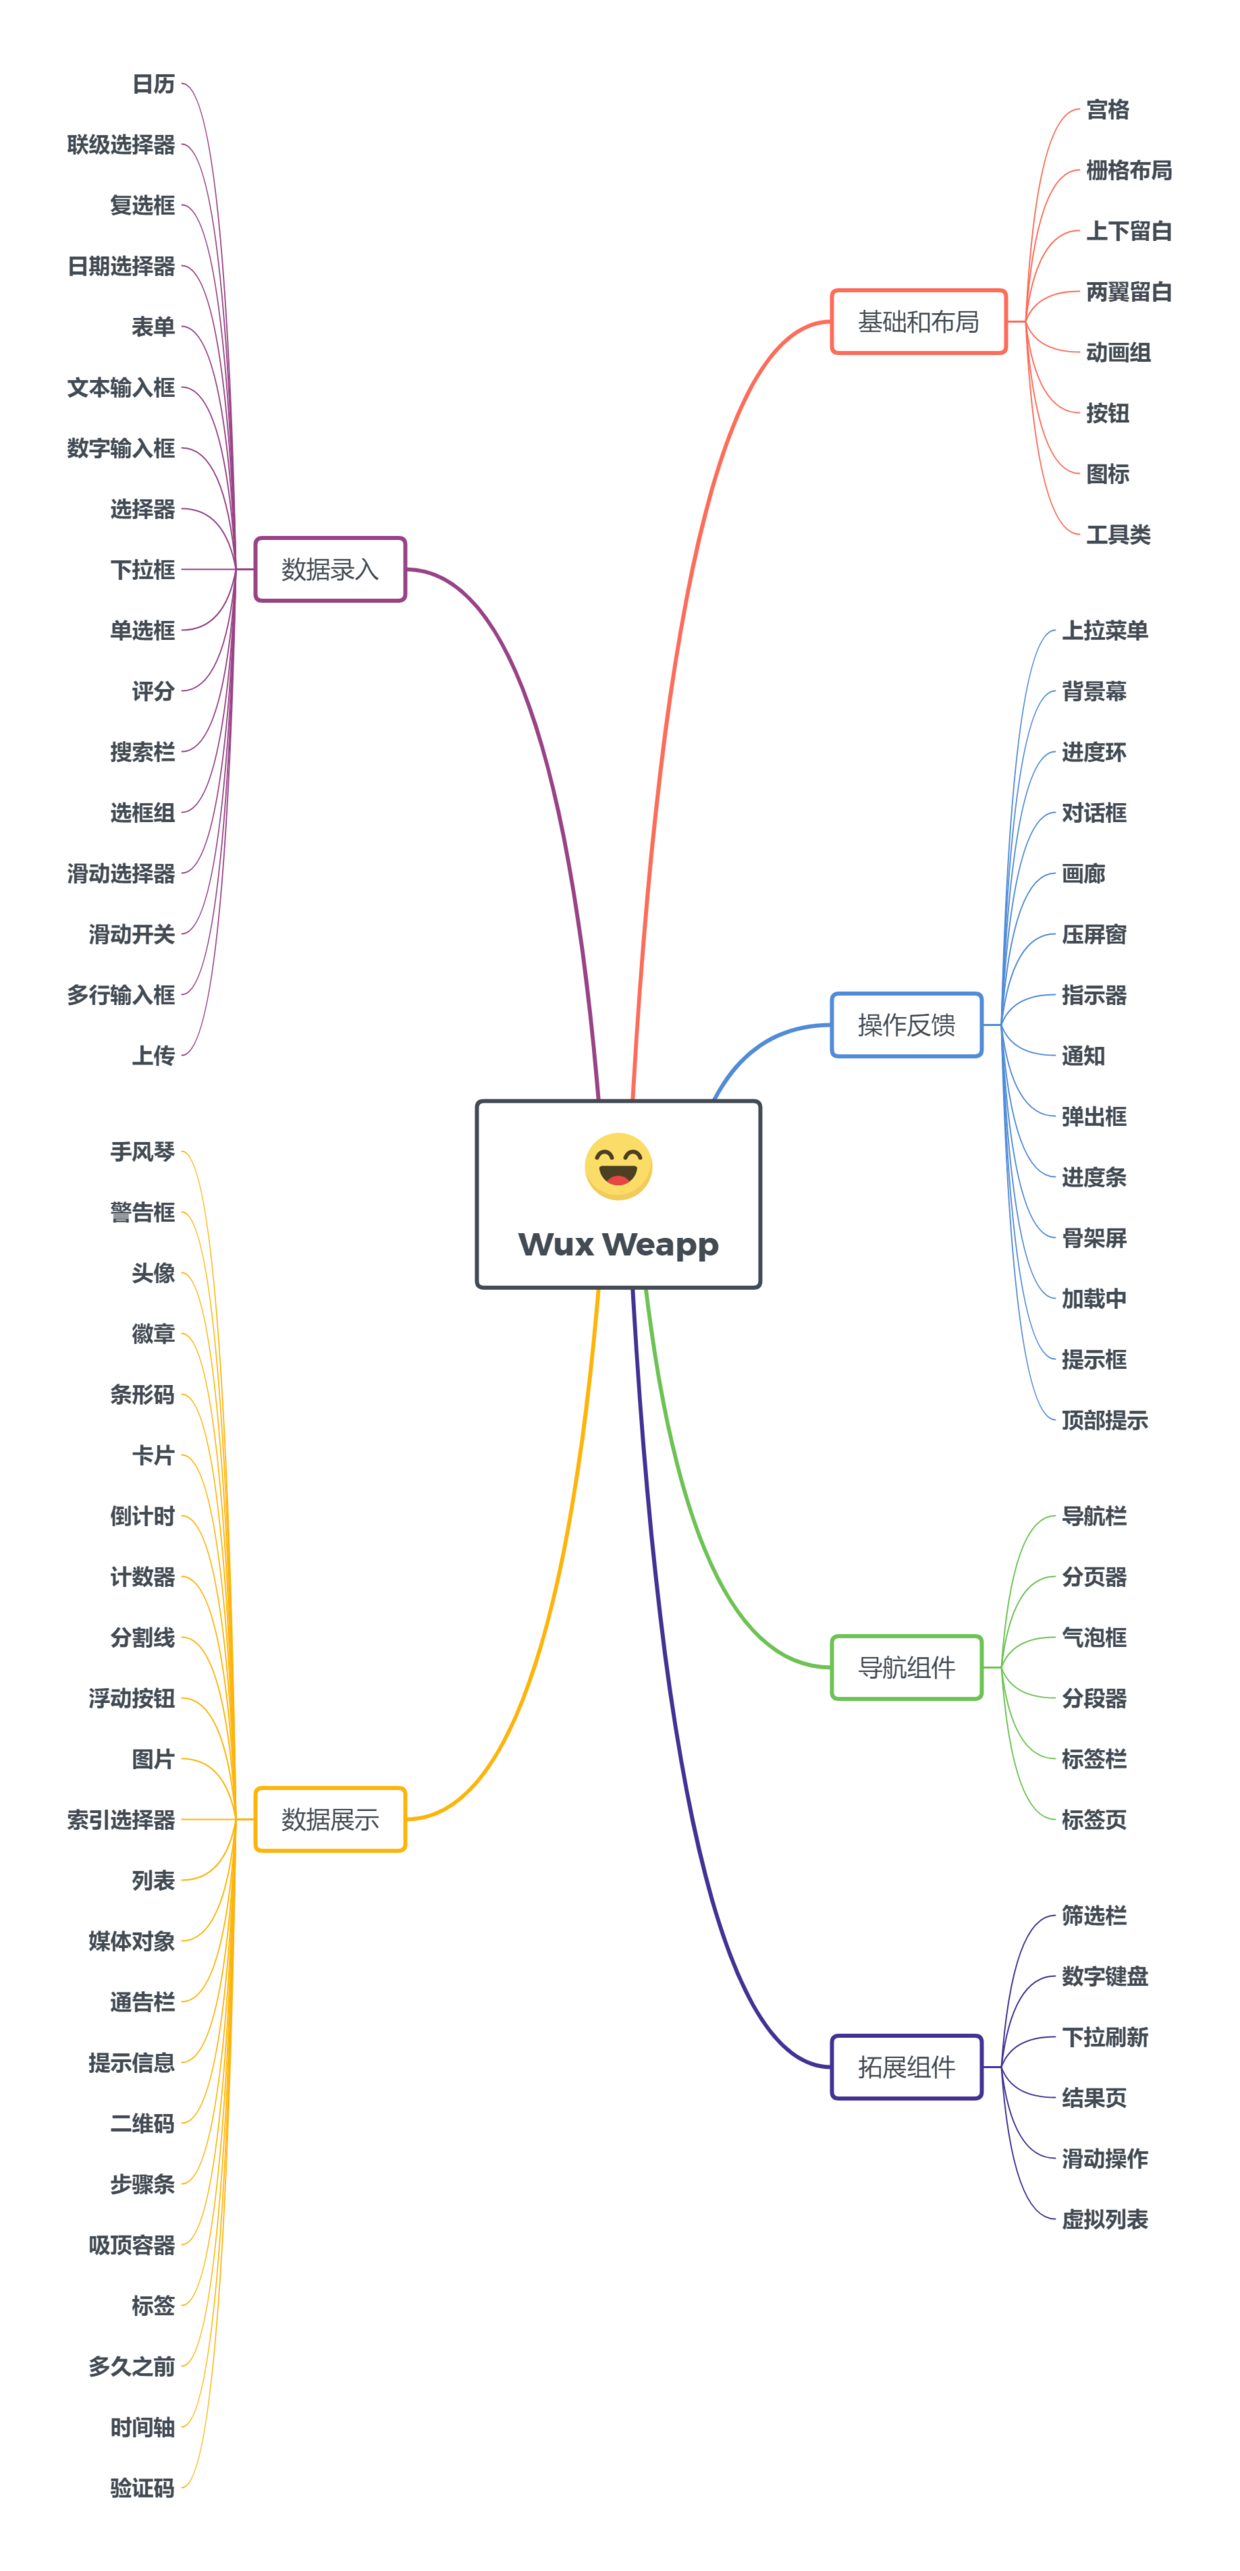 Wux Weapp
基础和布局
宫格
栅格布局
上下留白
两翼留白
动画组
按钮
图标
工具类
操作反馈
上拉菜单
背景幕
进度环
对话框
画廊
压屏窗
指示器
通知
弹出框
进度条
骨架屏
加载中
提示框
顶部提示
导航组件
导航栏
分页器
气泡框
分段器
标签栏
标签页
拓展组件
筛选栏
数字键盘
下拉刷新
结果页
滑动操作
虚拟列表
数据录入
日历
联级选择器
复选框
日期选择器
表单
文本输入框
数字输入框
选择器
下拉框
单选框
评分
搜索栏
选框组
滑动选择器
滑动开关
多行输入框
上传
数据展示
手风琴
警告框
头像
徽章
条形码
卡片
倒计时
计数器
分割线
浮动按钮
图片
索引选择器
列表
媒体对象
通告栏
提示信息
二维码
步骤条
吸顶容器
标签
多久之前
时间轴
验证码